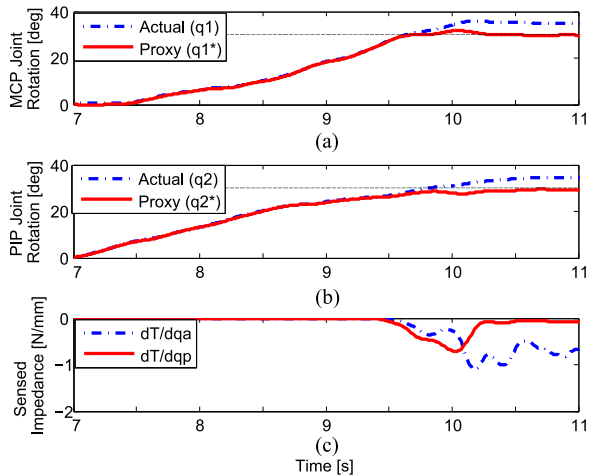 40
20
0
MCP Joint
Rotation [deg]
Actual (q1)
Proxy (q1*)
7 8 9 10 11
(a)
40
20
0
PIP Joint
Rotation [deg]
Actual (q2)
Proxy (q2*)
7 8 9 10 11
(b)
0
−1
−2
Sensed
Impedance [N/mm]
dT/dqa
dT/dqp
7 8 9 10 11
(c)
Time [s]